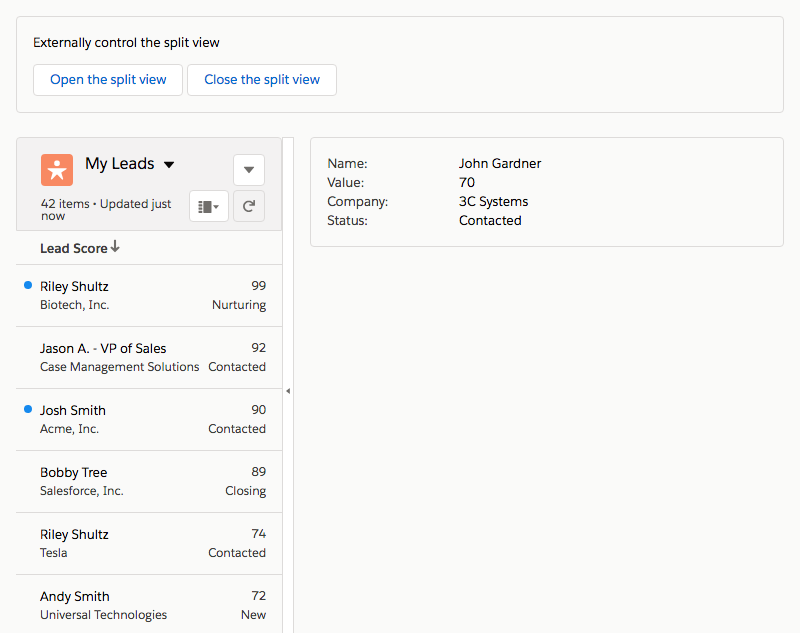 Externally control the split view
Open the split view Close the split view
My Leads
42 items • Updated just
now
Lead Score
Riley Shultz 99
Biotech, Inc. Nurturing
Jason A. - VP of Sales 92
Case Management Solutions Contacted
Josh Smith 90
Acme, Inc. Contacted
Bobby Tree 89
Salesforce, Inc. Closing
Riley Shultz 74
Tesla Contacted
Andy Smith 72
Universal Technologies New
Name: John Gardner
Value: 70
Company: 3C Systems
Status: Contacted